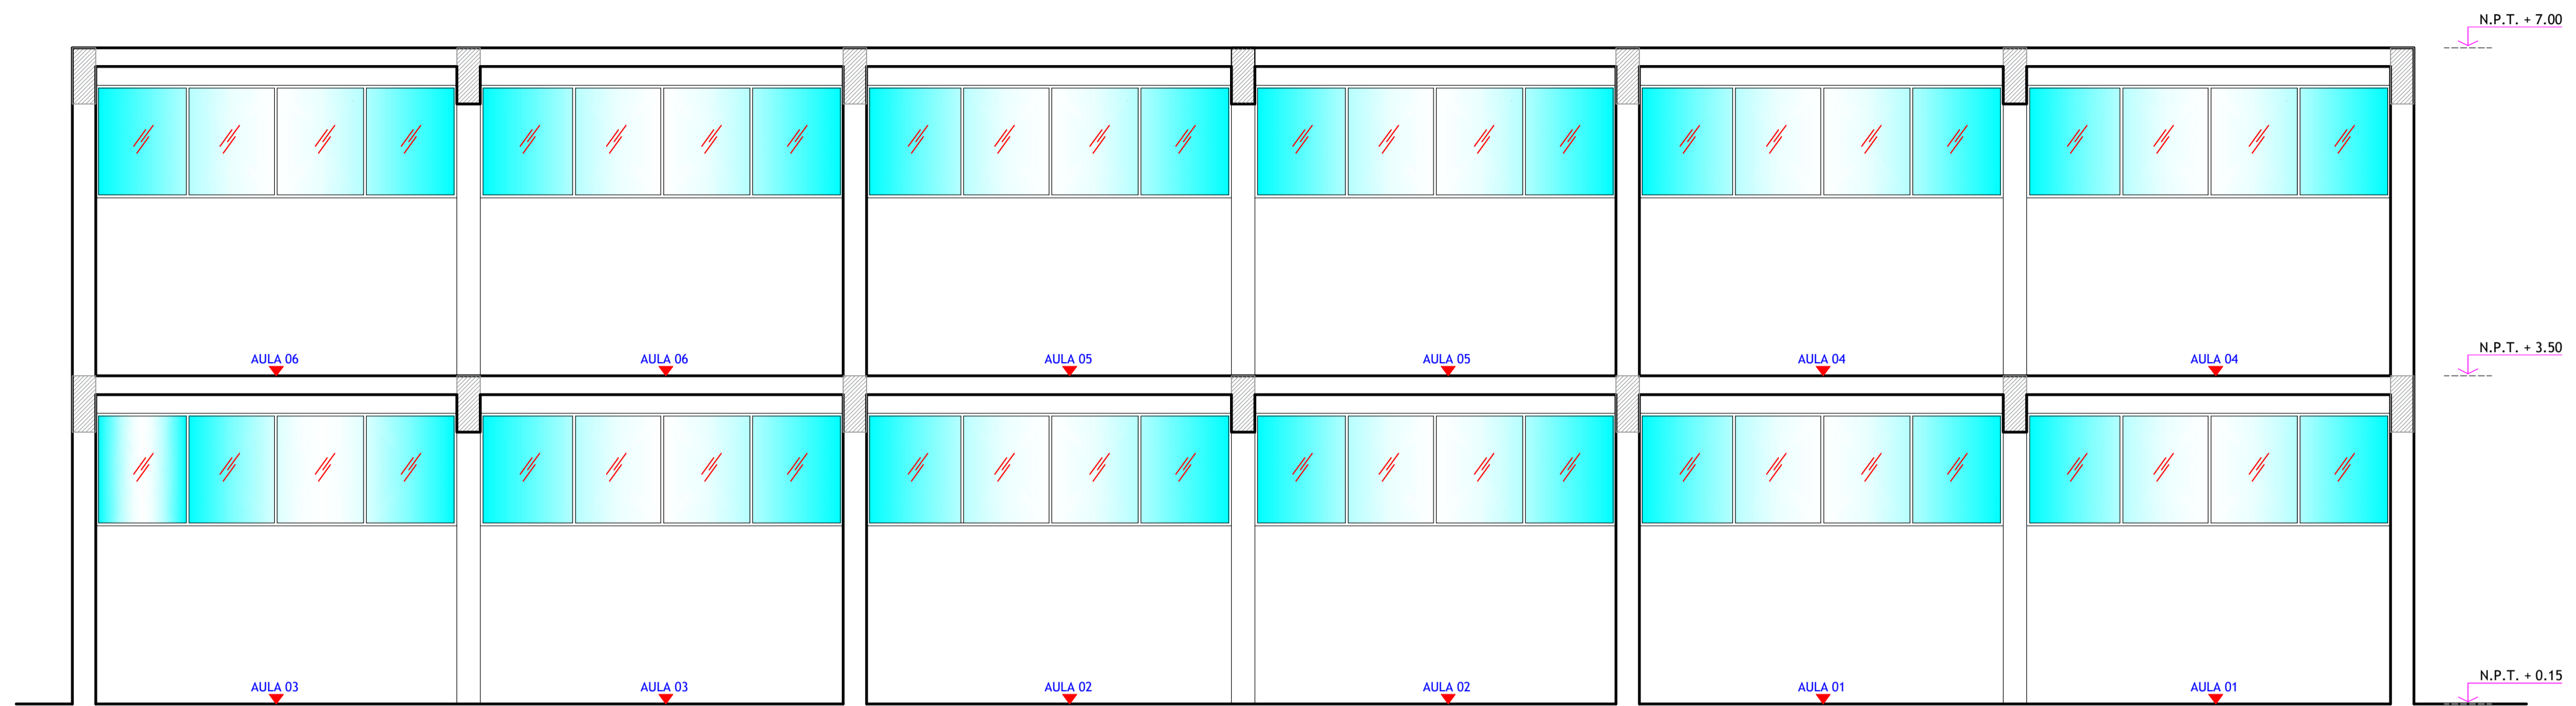 N.P.T. + 7.00
AULA 06 AULA 06 AULA 05 AULA 05 AULA 04 AULA 04
N.P.T. + 3.50
AULA 03 AULA 03 AULA 02 AULA 02 AULA 01 AULA 01
N.P.T. + 0.15